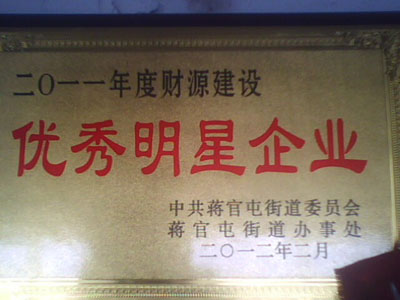 二〇一一年度财源建设
优秀明星企业
中共蒋官屯街道委员会
蒋官屯街道办事处
二〇一二年二月